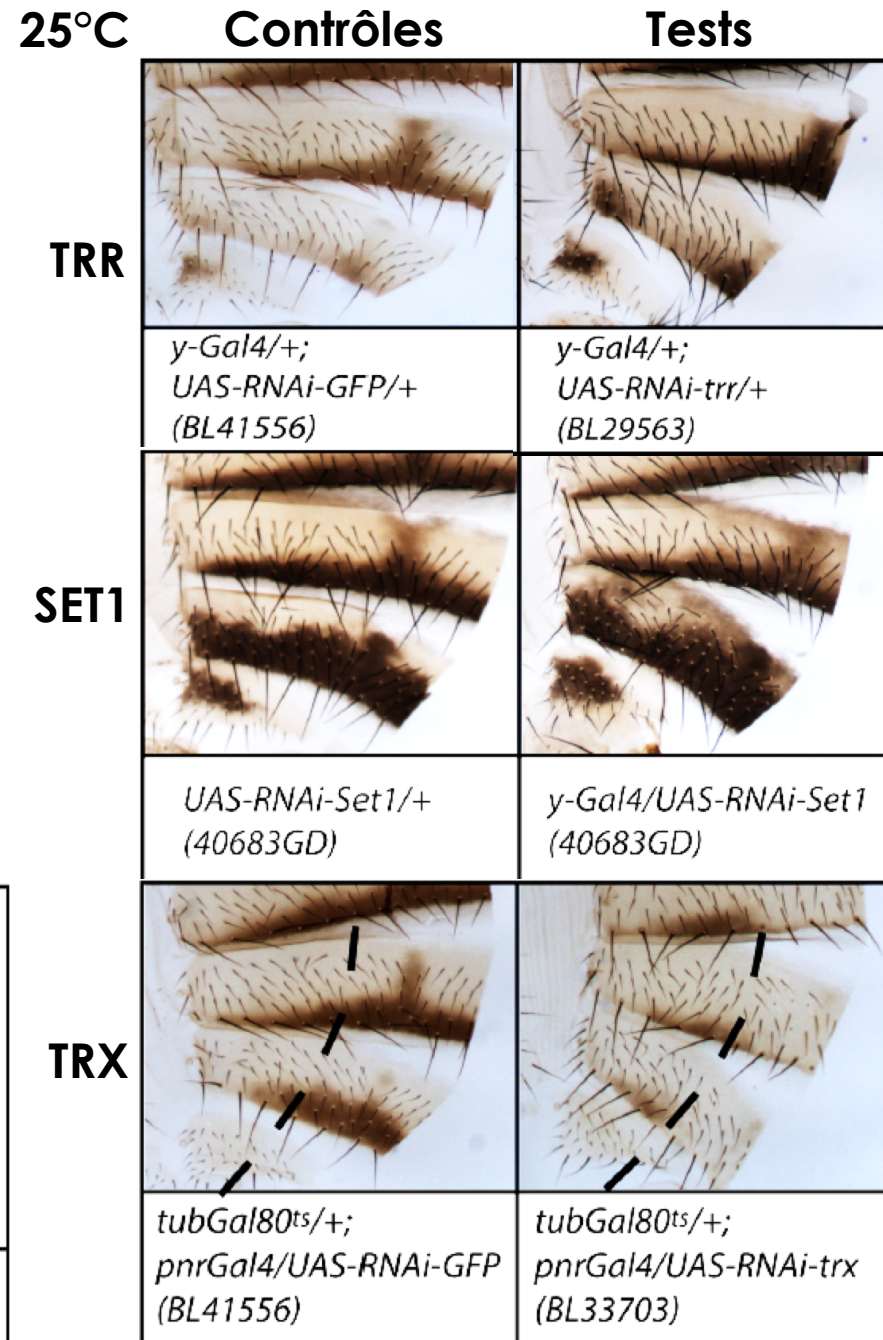 25°C Contrôles Tests
TRR
y-Gal4/+;
UAS-RNAi-GFP/+
(BL41556)
y-Gal4/+;
UAS-RNAi-trr/+
(BL29563)
SET1
UAS-RNAi-Set1/+
(40683GD)
y-Gal4/UAS-RNAi-Set1
(40683GD)
TRX
tubGal80ts/+;
pnrGal4/UAS-RNAi-GFP
(BL41556)
tubGal80ts/+;
pnrGal4/UAS-RNAi-trx
(BL33703)